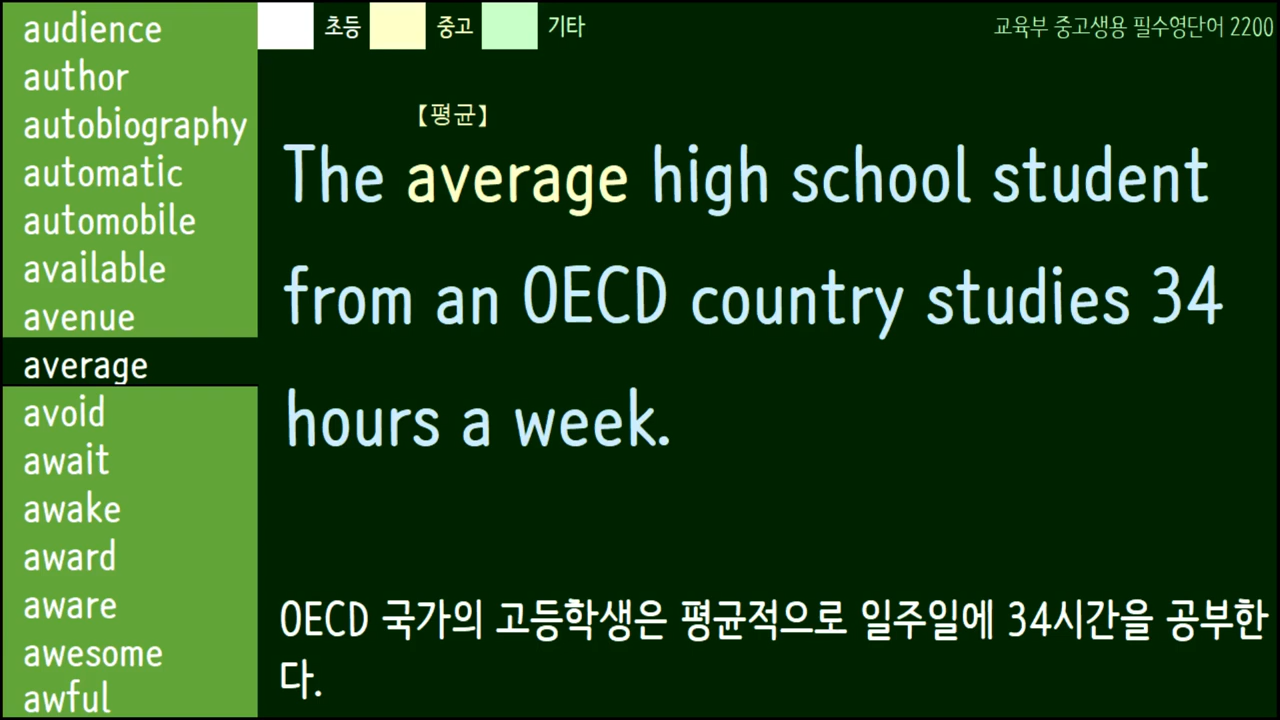 audience
author
autobiography
automatic
automobile
available
avenue
average
avoid
await
awake
award
aware
awesome
awful
초등 중고 기타
교육부 중고생용 필수영단어 2200
【평균】
The average high school student
from an OECD country studies 34
hours a week.
OECD 국가의 고등학생은 평균적으로 일주일에 34시간을 공부한
다.